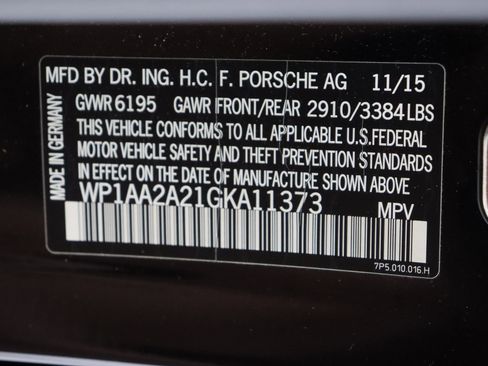 MFD BY DR. ING. H.C. F. PORSCHE AG 11/15
GVWR 6195 GAWR FRONT/REAR 2910/3384 LBS
THIS VEHICLE CONFORMS TO ALL APPLICABLE U.S.FEDERAL
MOTOR VEHICLE SAFETY AND THEFT PREVENTION STANDARDS
IN EFFECT ON THE DATE OF MANUFACTURE SHOWN ABOVE
WP1AA2A21GKA11373 MPV
MADE IN GERMANY
7P5.010.016.H